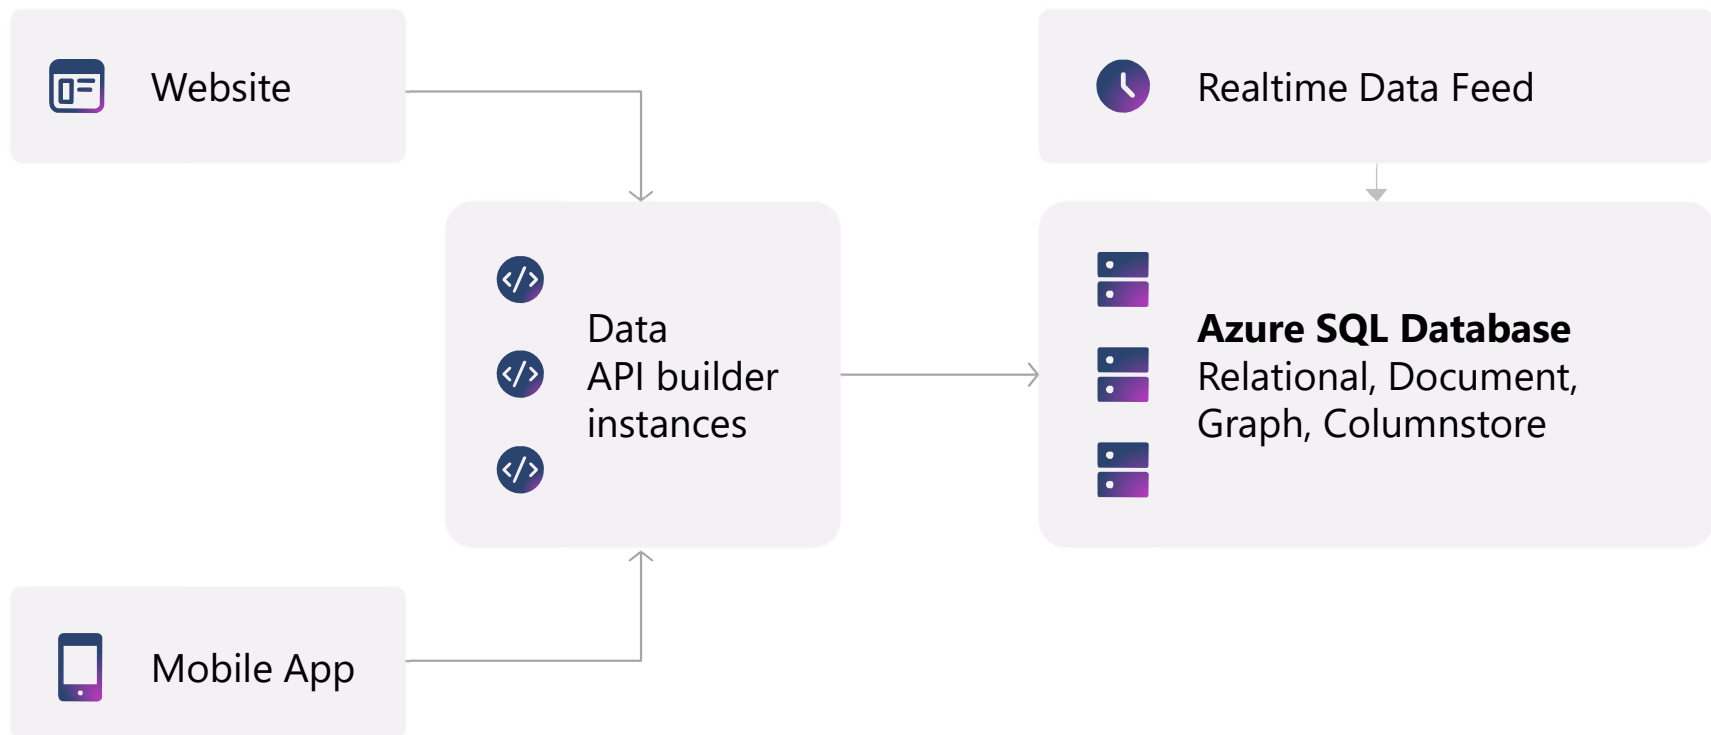 Website
Realtime Data Feed
Data
API builder
instances
Azure SQL Database
Relational, Document,
Graph, Columnstore
Mobile App